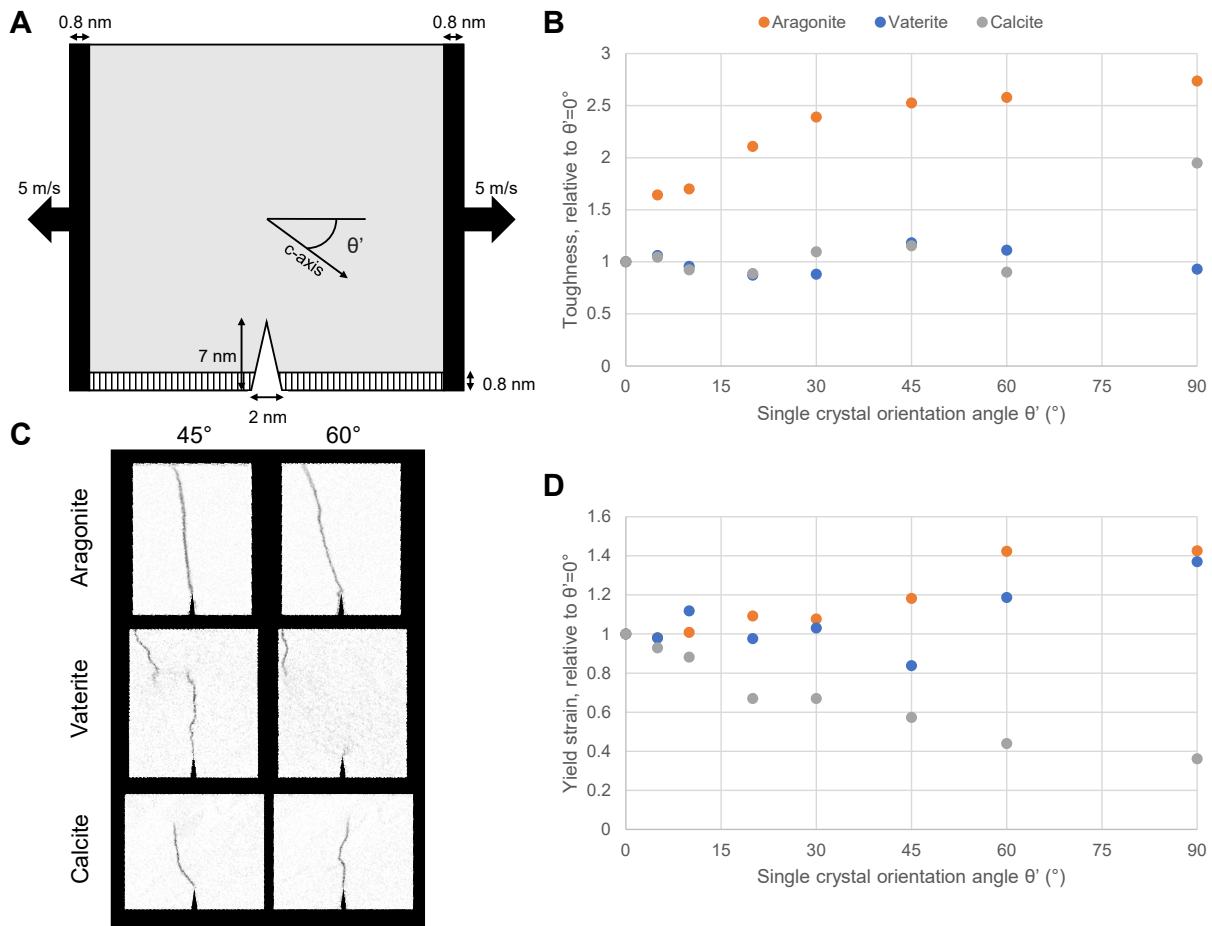 A
0.8 nm
0.8 nm
5 m/s
5 m/s
θ'
c-axis
7 nm
0.8 nm
2 nm
B
Aragonite Vaterite Calcite
Toughness, relative to θ'=0°
3
2.5
2
1.5
1
0.5
0
0 15 30 45 60 75 90
Single crystal orientation angle θ' (°)
C
45° 60°
Aragonite
Vaterite
Calcite
D
Yield strain, relative to θ'=0°
1.6
1.4
1.2
1
0.8
0.6
0.4
0.2
0
0 15 30 45 60 75 90
Single crystal orientation angle θ' (°)